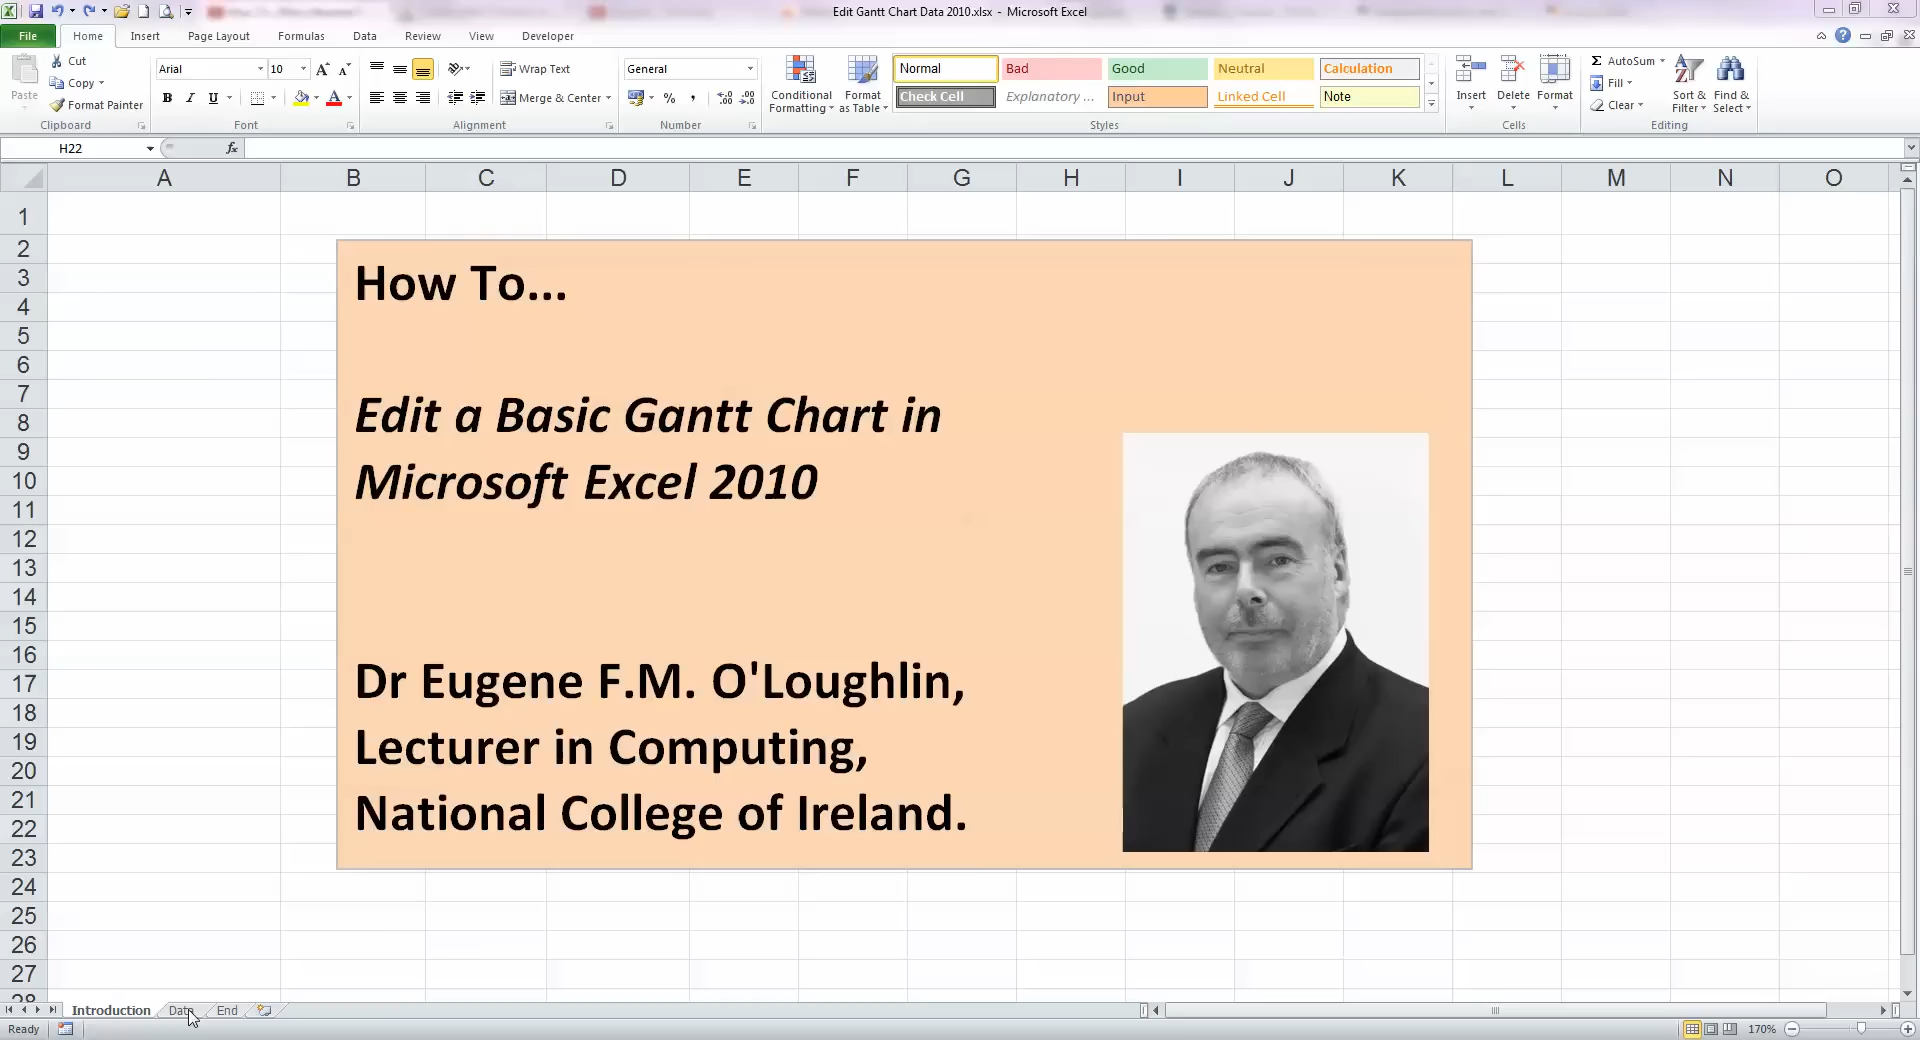 Edit Gantt Chart Data 2010.xlsx - Microsoft Excel
File Home Insert Page Layout Formulas Data Review View Developer
Paste
Cut
Copy
Format Painter
Clipboard
Arial 10
B I U
Font
Wrap Text
Merge & Center
Alignment
General
% ,
Number
Conditional Formatting
Format as Table
Normal Bad Good Neutral Calculation
Check Cell Explanatory ... Input Linked Cell Note
Styles
Insert Delete Format
Cells
Σ AutoSum
Fill
Clear
Sort & Filter
Find & Select
Editing
H22 fx
A B C D E F G H I J K L M N O
1
2
3
4
5
6
7
8
9
10
11
12
13
14
15
16
17
18
19
20
21
22
23
24
25
26
27
28
How To...
Edit a Basic Gantt Chart in
Microsoft Excel 2010
Dr Eugene F.M. O'Loughlin,
Lecturer in Computing,
National College of Ireland.
Introduction Data End
Ready 170%